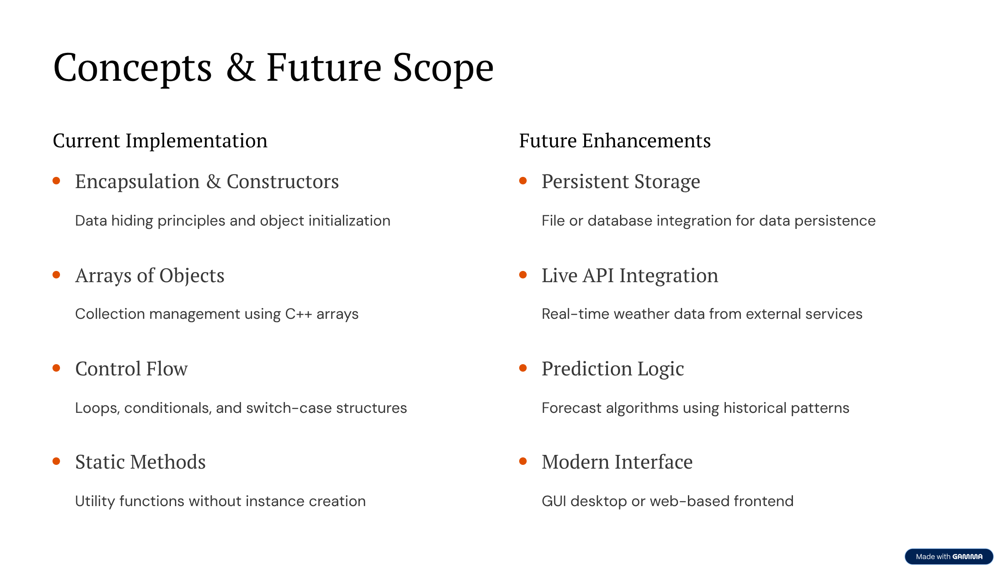 Concepts & Future Scope
Current Implementation
Encapsulation & Constructors
Data hiding principles and object initialization
Arrays of Objects
Collection management using C++ arrays
Control Flow
Loops, conditionals, and switch-case structures
Static Methods
Utility functions without instance creation
Future Enhancements
Persistent Storage
File or database integration for data persistence
Live API Integration
Real-time weather data from external services
Prediction Logic
Forecast algorithms using historical patterns
Modern Interface
GUI desktop or web-based frontend
Made with GAMMA